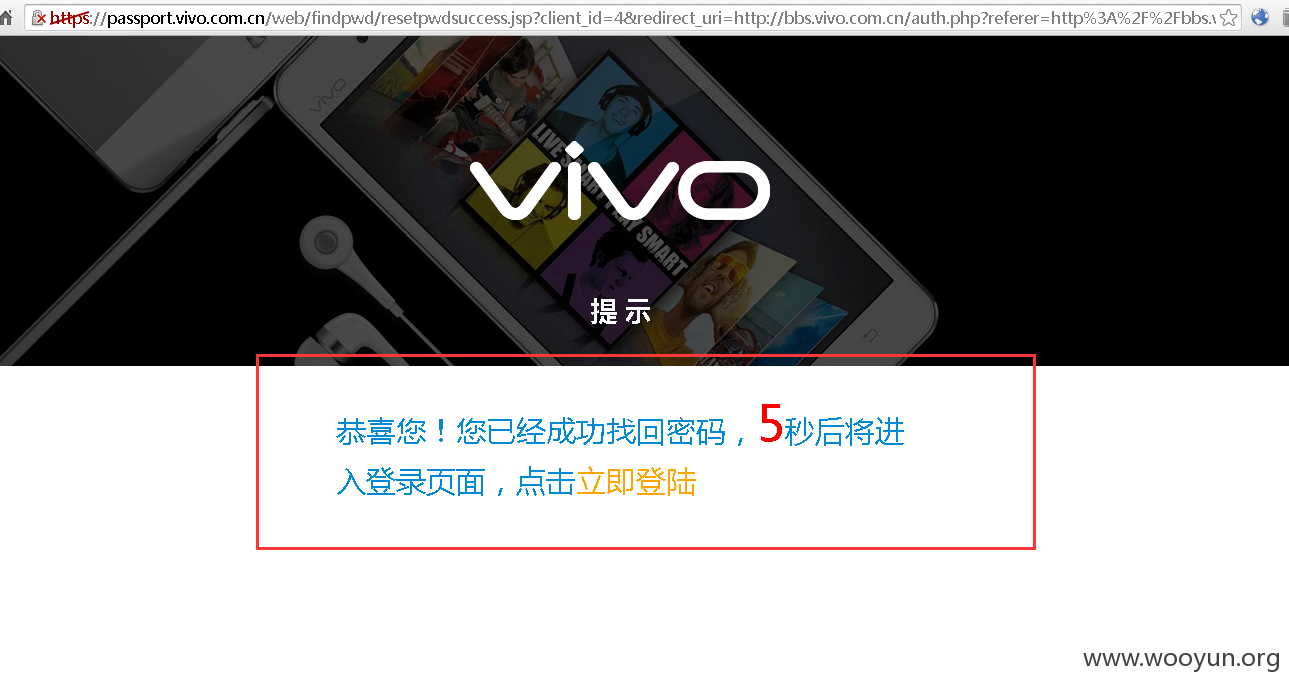 https://passport.vivo.com.cn/web/findpwd/resetpwdsuccess.jsp?client_id=4&redirect_uri=http://bbs.vivo.com.cn/auth.php?referer=http%3A%2F%2Fbbs.v
vivo
LIVE SMART PLAY SMART
vivo
提 示
恭喜您！您已经成功找回密码，5秒后将进
入登录页面，点击立即登陆
www.wooyun.org